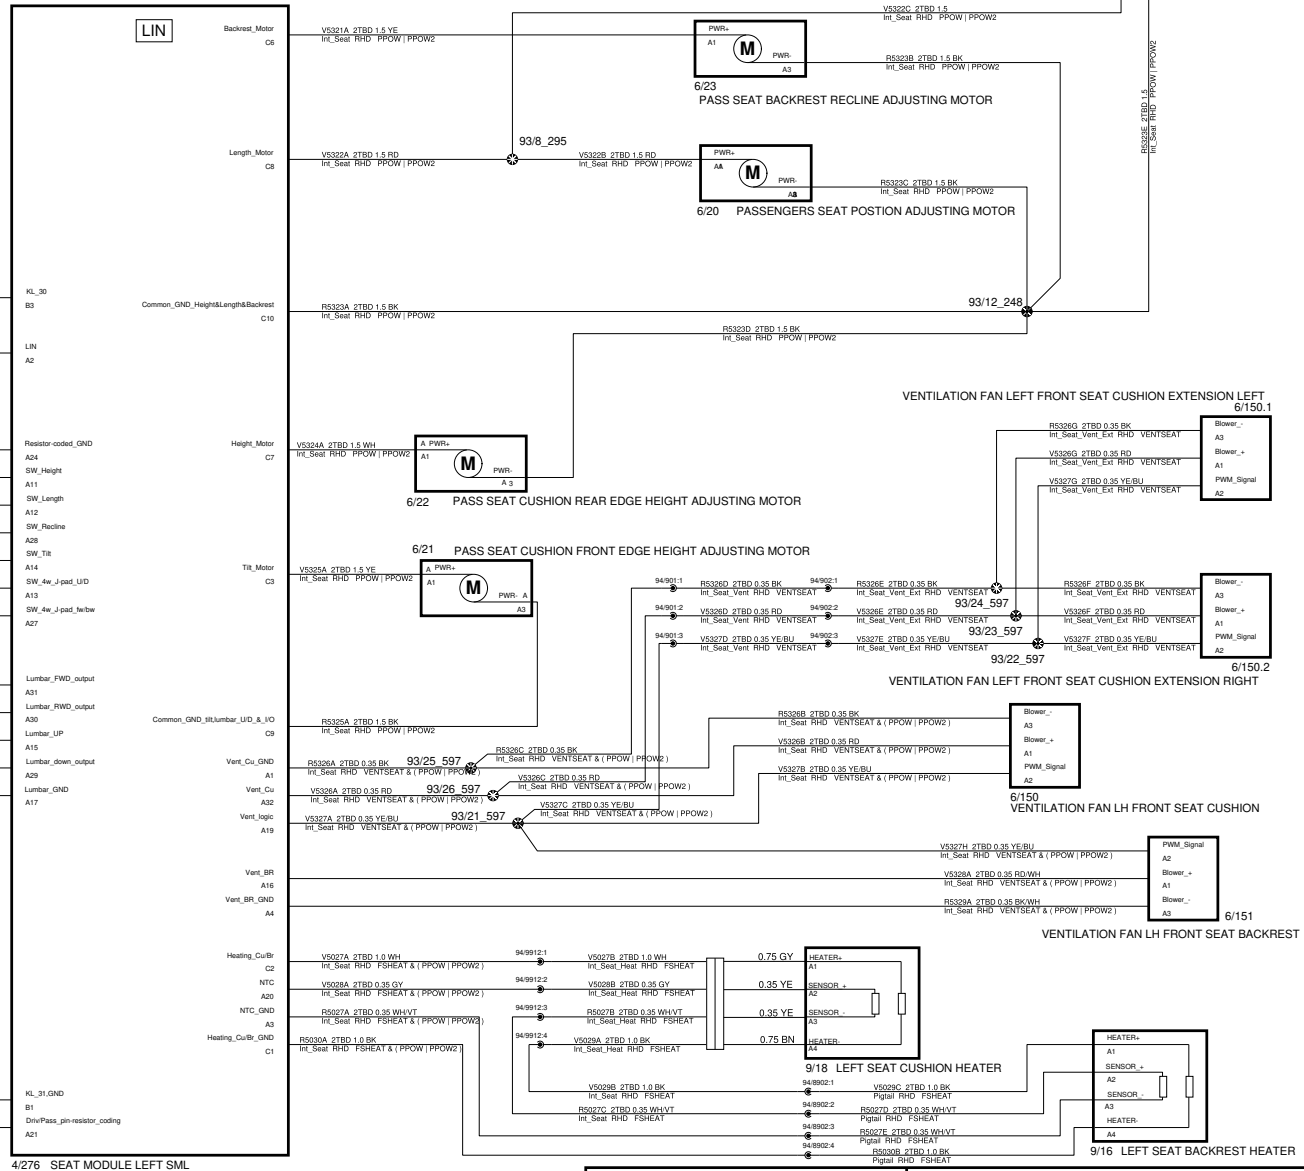 V5322C 2TBD 1.5
Int_Seat RHD PPOW | PPOW2
LIN
Backrest_Motor
C6
V5321A 2TBD 1.5 YE
Int_Seat RHD PPOW | PPOW2
PWR+
A1
M
PWR-
A3
R5323B 2TBD 1.5 BK
Int_Seat RHD PPOW | PPOW2
6/23
PASS SEAT BACKREST RECLINE ADJUSTING MOTOR
R5323E 2TBD 1.5
Int_Seat RHD PPOW | PPOW2
93/8_295
Length_Motor
C8
V5322A 2TBD 1.5 RD
Int_Seat RHD PPOW | PPOW2
V5322B 2TBD 1.5 RD
Int_Seat RHD PPOW | PPOW2
PWR+
M
PWR-
R5323C 2TBD 1.5 BK
Int_Seat RHD PPOW | PPOW2
6/20 PASSENGERS SEAT POSTION ADJUSTING MOTOR
KL_30
B3
Common_GND_Height&Length&Backrest
C10
R5323A 2TBD 1.5 BK
Int_Seat RHD PPOW | PPOW2
93/12_248
R5323D 2TBD 1.5 BK
Int_Seat RHD PPOW | PPOW2
LIN
A2
VENTILATION FAN LEFT FRONT SEAT CUSHION EXTENSION LEFT
6/150.1
R5326G 2TBD 0.35 BK
Int_Seat_Vent_Ext RHD VENTSEAT
Blower_-
A3
V5326G 2TBD 0.35 RD
Int_Seat_Vent_Ext RHD VENTSEAT
Blower_+
A1
V5327G 2TBD 0.35 YE/BU
Int_Seat_Vent_Ext RHD VENTSEAT
PWM_Signal
A2
Resistor-coded_GND
A24
SW_Height
A11
SW_Length
A12
SW_Recline
A28
SW_Tilt
A14
SW_4w_J-pad_U/D
A13
SW_4w_J-pad_fw/bw
A27
Height_Motor
C7
V5324A 2TBD 1.5 WH
Int_Seat RHD PPOW | PPOW2
A PWR+
A1
M
PWR-
A 3
6/22 PASS SEAT CUSHION REAR EDGE HEIGHT ADJUSTING MOTOR
6/21 PASS SEAT CUSHION FRONT EDGE HEIGHT ADJUSTING MOTOR
Tilt_Motor
C3
V5325A 2TBD 1.5 YE
Int_Seat RHD PPOW | PPOW2
A PWR+
A1
M
PWR- A
A3
94/901:1
R5326D 2TBD 0.35 BK
Int_Seat_Vent RHD VENTSEAT
94/902:1
R5326E 2TBD 0.35 BK
Int_Seat_Vent_Ext RHD VENTSEAT
93/24_597
R5326F 2TBD 0.35 BK
Int_Seat_Vent_Ext RHD VENTSEAT
Blower_-
A3
94/901:2
V5326D 2TBD 0.35 RD
Int_Seat_Vent RHD VENTSEAT
94/902:2
V5326E 2TBD 0.35 RD
Int_Seat_Vent_Ext RHD VENTSEAT
93/23_597
V5326F 2TBD 0.35 RD
Int_Seat_Vent_Ext RHD VENTSEAT
Blower_+
A1
94/901:3
V5327D 2TBD 0.35 YE/BU
Int_Seat_Vent RHD VENTSEAT
94/902:3
V5327E 2TBD 0.35 YE/BU
Int_Seat_Vent_Ext RHD VENTSEAT
93/22_597
V5327F 2TBD 0.35 YE/BU
Int_Seat_Vent_Ext RHD VENTSEAT
PWM_Signal
A2
6/150.2
VENTILATION FAN LEFT FRONT SEAT CUSHION EXTENSION RIGHT
Lumbar_FWD_output
A31
Lumbar_RWD_output
A30
Lumbar_UP
A15
Lumbar_down_output
A29
Lumbar_GND
A17
Common_GND_tilt,lumbar_U/D_&_I/O
C9
R5325A 2TBD 1.5 BK
Int_Seat RHD PPOW | PPOW2
R5326B 2TBD 0.35 BK
Int_Seat RHD VENTSEAT & ( PPOW | PPOW2 )
Blower_-
A3
V5326B 2TBD 0.35 RD
Int_Seat RHD VENTSEAT & ( PPOW | PPOW2 )
Blower_+
A1
V5327B 2TBD 0.35 YE/BU
Int_Seat RHD VENTSEAT & ( PPOW | PPOW2 )
PWM_Signal
A2
6/150
VENTILATION FAN LH FRONT SEAT CUSHION
Vent_Cu_GND
A1
R5326A 2TBD 0.35 BK
Int_Seat RHD VENTSEAT & ( PPOW | PPOW2 )
93/25_597
R5326C 2TBD 0.35 BK
Int_Seat RHD VENTSEAT & ( PPOW | PPOW2 )
Vent_Cu
A32
V5326A 2TBD 0.35 RD
Int_Seat RHD VENTSEAT & ( PPOW | PPOW2 )
93/26_597
V5326C 2TBD 0.35 RD
Int_Seat RHD VENTSEAT & ( PPOW | PPOW2 )
Vent_logic
A19
V5327A 2TBD 0.35 YE/BU
Int_Seat RHD VENTSEAT & ( PPOW | PPOW2 )
93/21_597
V5327C 2TBD 0.35 YE/BU
Int_Seat RHD VENTSEAT & ( PPOW | PPOW2 )
V5327H 2TBD 0.35 YE/BU
Int_Seat RHD VENTSEAT & ( PPOW | PPOW2 )
PWM_Signal
A2
Vent_BR
A16
V5328A 2TBD 0.35 RD/WH
Int_Seat RHD VENTSEAT & ( PPOW | PPOW2 )
Blower_+
A1
Vent_BR_GND
A4
R5329A 2TBD 0.35 BK/WH
Int_Seat RHD VENTSEAT & ( PPOW | PPOW2 )
Blower_-
A3
6/151
VENTILATION FAN LH FRONT SEAT BACKREST
Heating_Cu/Br
C2
V5027A 2TBD 1.0 WH
Int_Seat RHD FSHEAT & ( PPOW | PPOW2 )
94/9912:1
V5027B 2TBD 1.0 WH
Int_Seat_Heat RHD FSHEAT
0.75 GY
HEATER+
A1
NTC
A20
V5028A 2TBD 0.35 GY
Int_Seat RHD FSHEAT & ( PPOW | PPOW2 )
94/9912:2
V5028B 2TBD 0.35 GY
Int_Seat_Heat RHD FSHEAT
0.35 YE
SENSOR_+
A2
NTC_GND
A3
R5027A 2TBD 0.35 WH/VT
Int_Seat RHD FSHEAT & ( PPOW | PPOW2 )
94/9912:3
R5027B 2TBD 0.35 WH/VT
Int_Seat_Heat RHD FSHEAT
0.35 YE
SENSOR_-
A3
Heating_Cu/Br_GND
C1
R5030A 2TBD 1.0 BK
Int_Seat RHD FSHEAT & ( PPOW | PPOW2 )
94/9912:4
V5029A 2TBD 1.0 BK
Int_Seat_Heat RHD FSHEAT
0.75 BN
HEATER-
A4
9/18 LEFT SEAT CUSHION HEATER
V5029B 2TBD 1.0 BK
Int_Seat RHD FSHEAT
94/8902:1
V5029C 2TBD 1.0 BK
Pigtail RHD FSHEAT
R5027C 2TBD 0.35 WH/VT
Int_Seat RHD FSHEAT
94/8902:2
R5027D 2TBD 0.35 WH/VT
Pigtail RHD FSHEAT
94/8902:3
R5027E 2TBD 0.35 WH/VT
Pigtail RHD FSHEAT
94/8902:4
R5030B 2TBD 1.0 BK
Pigtail RHD FSHEAT
HEATER+
A1
SENSOR_+
A2
SENSOR_-
A3
HEATER-
A4
9/16 LEFT SEAT BACKREST HEATER
KL_31,GND
B1
Driv/Pass_pin-resistor_coding
A21
4/276 SEAT MODULE LEFT SML